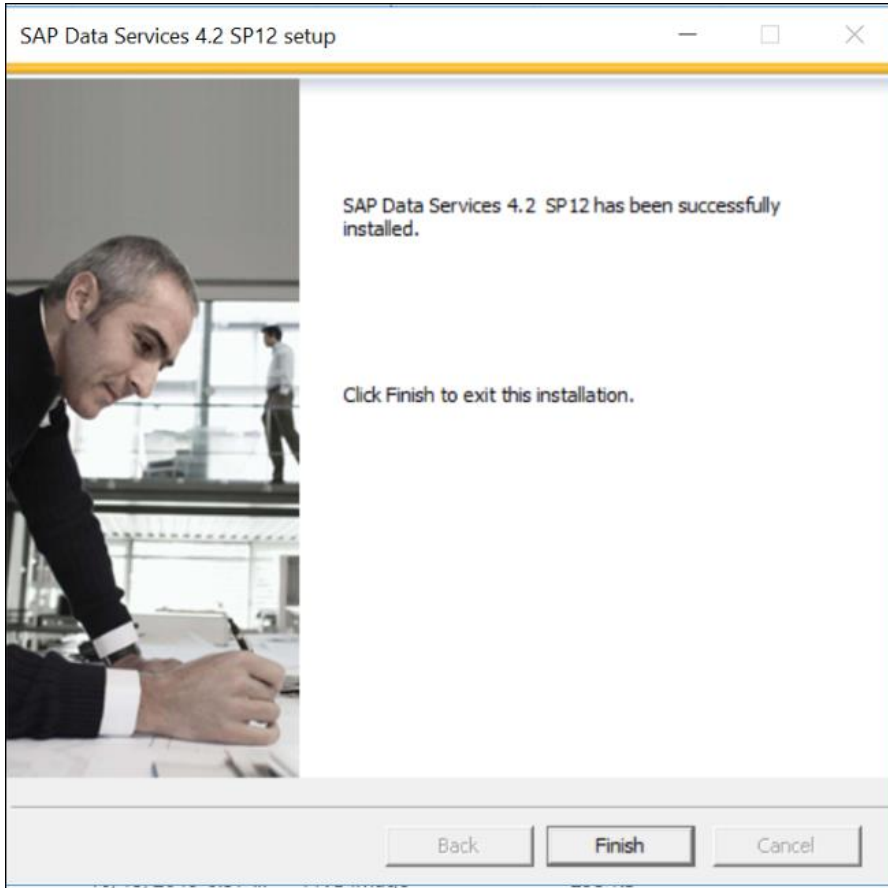 SAP Data Services 4.2 SP12 setup
SAP Data Services 4.2 SP12 has been successfully
installed.
Click Finish to exit this installation.
Back
Finish
Cancel